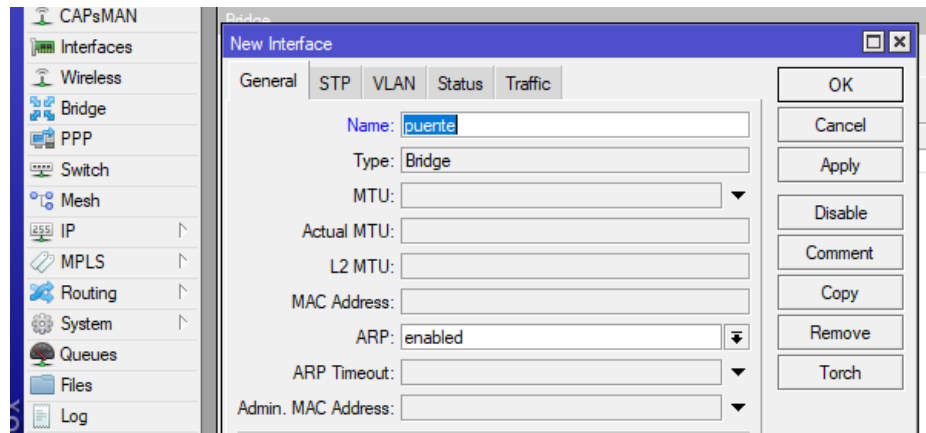 CAPsMAN
Interfaces
Wireless
Bridge
PPP
Switch
Mesh
255 IP
MPLS
Routing
System
Queues
Files
Log
Bridge
New Interface
General STP VLAN Status Traffic
Name: puente
Type: Bridge
MTU:
Actual MTU:
L2 MTU:
MAC Address:
ARP: enabled
ARP Timeout:
Admin. MAC Address:
OK
Cancel
Apply
Disable
Comment
Copy
Remove
Torch